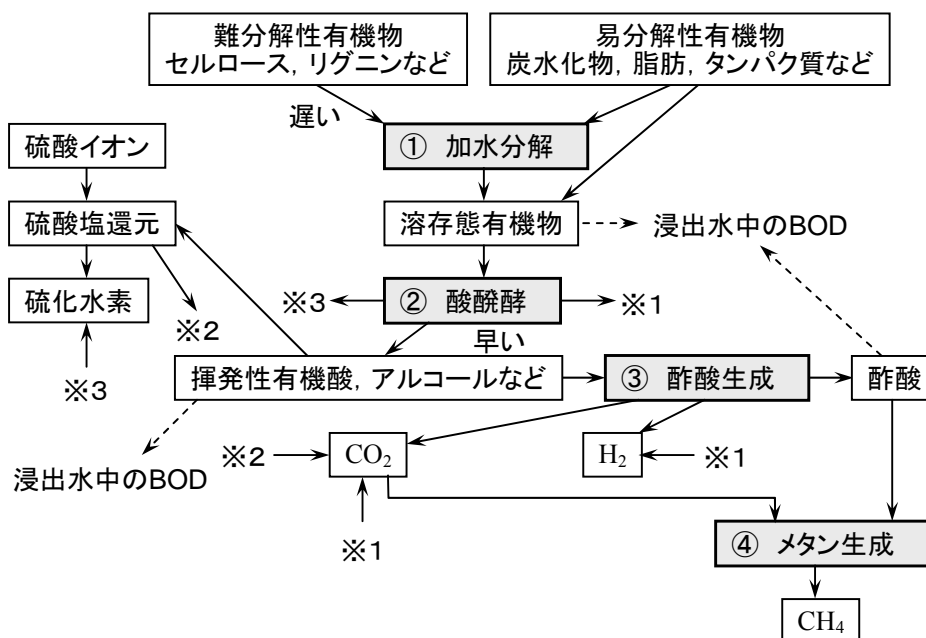 難分解性有機物
セルロース，リグニンなど
易分解性有機物
炭水化物，脂肪，タンパク質など
遅い
① 加水分解
硫酸イオン
硫酸塩還元
溶存態有機物
浸出水中のBOD
硫化水素
※3
② 酸醗酵
※1
※2
早い
※3
揮発性有機酸，アルコールなど
③ 酢酸生成
酢酸
※2
CO₂
H₂
※1
浸出水中のBOD
※1
④ メタン生成
CH₄